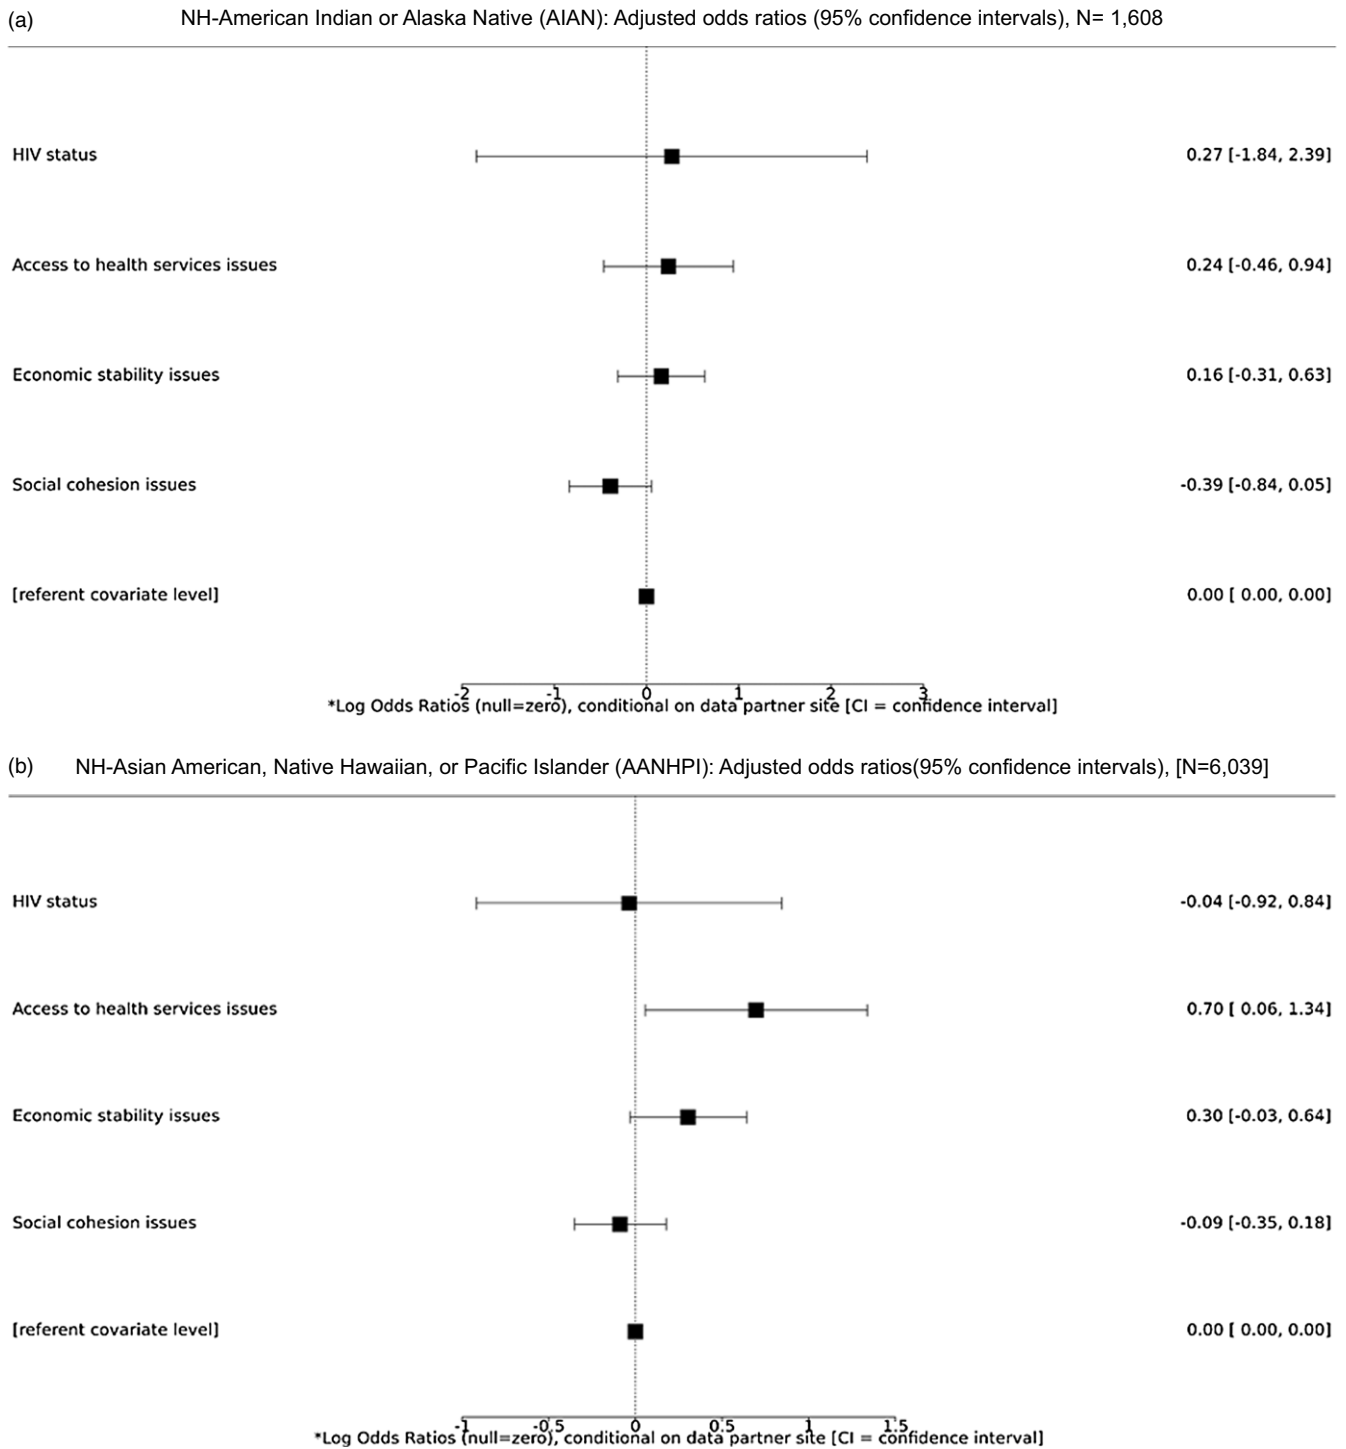 (a) NH-American Indian or Alaska Native (AIAN): Adjusted odds ratios (95% confidence intervals), N= 1,608
HIV status 0.27 [-1.84, 2.39]
Access to health services issues 0.24 [-0.46, 0.94]
Economic stability issues 0.16 [-0.31, 0.63]
Social cohesion issues -0.39 [-0.84, 0.05]
[referent covariate level] 0.00 [ 0.00, 0.00]
-2 -1 0 1 2 3
*Log Odds Ratios (null=zero), conditional on data partner site [CI = confidence interval]
(b) NH-Asian American, Native Hawaiian, or Pacific Islander (AANHPI): Adjusted odds ratios(95% confidence intervals), [N=6,039]
HIV status -0.04 [-0.92, 0.84]
Access to health services issues 0.70 [ 0.06, 1.34]
Economic stability issues 0.30 [-0.03, 0.64]
Social cohesion issues -0.09 [-0.35, 0.18]
[referent covariate level] 0.00 [ 0.00, 0.00]
-1 -0.5 0 0.5 1 1.5
*Log Odds Ratios (null=zero), conditional on data partner site [CI = confidence interval]